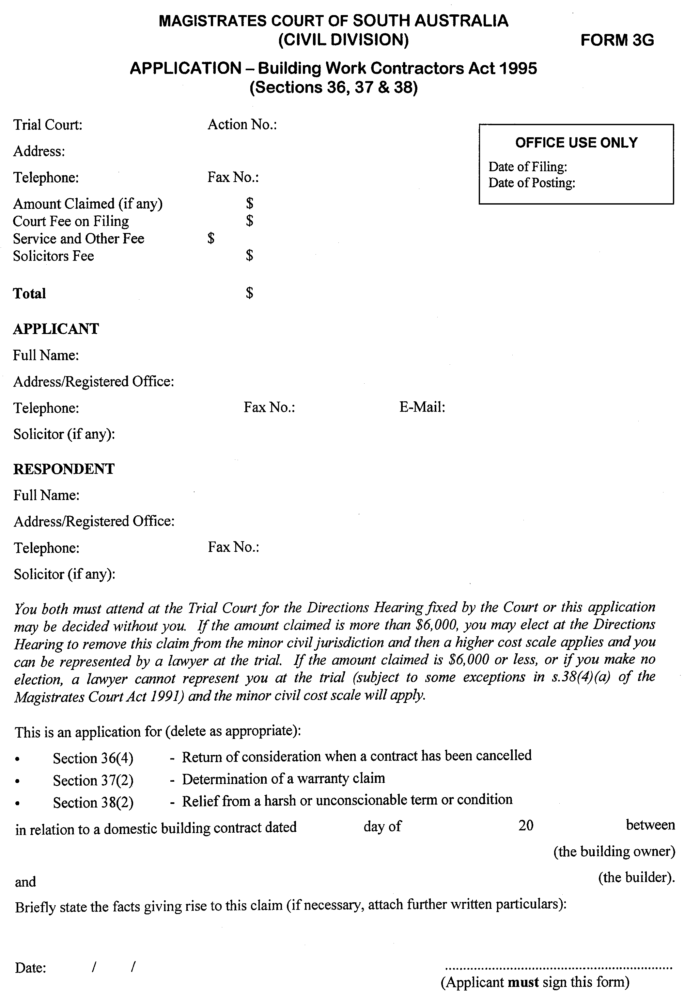 MAGISTRATES COURT OF SOUTH AUSTRALIA
(CIVIL DIVISION) FORM 3G
APPLICATION – Building Work Contractors Act 1995
(Sections 36, 37 & 38)
Trial Court: Action No.:
OFFICE USE ONLY
Address:
Date of Filing:
Telephone: Fax No.:
Date of Posting:
Amount Claimed (if any) $
Court Fee on Filing $
Service and Other Fee $
Solicitors Fee $
Total $
APPLICANT
Full Name:
Address/Registered Office:
Telephone: Fax No.: E-Mail:
Solicitor (if any):
RESPONDENT
Full Name:
Address/Registered Office:
Telephone: Fax No.:
Solicitor (if any):
You both must attend at the Trial Court for the Directions Hearing fixed by the Court or this application
may be decided without you. If the amount claimed is more than $6,000, you may elect at the Directions
Hearing to remove this claim from the minor civil jurisdiction and then a higher cost scale applies and you
can be represented by a lawyer at the trial. If the amount claimed is $6,000 or less, or if you make no
election, a lawyer cannot represent you at the trial (subject to some exceptions in s.38(4)(a) of the
Magistrates Court Act 1991) and the minor civil cost scale will apply.
This is an application for (delete as appropriate):
• Section 36(4) - Return of consideration when a contract has been cancelled
• Section 37(2) - Determination of a warranty claim
• Section 38(2) - Relief from a harsh or unconscionable term or condition
in relation to a domestic building contract dated day of 20 between
(the building owner)
and (the builder).
Briefly state the facts giving rise to this claim (if necessary, attach further written particulars):
Date: / / ................................................................
(Applicant must sign this form)